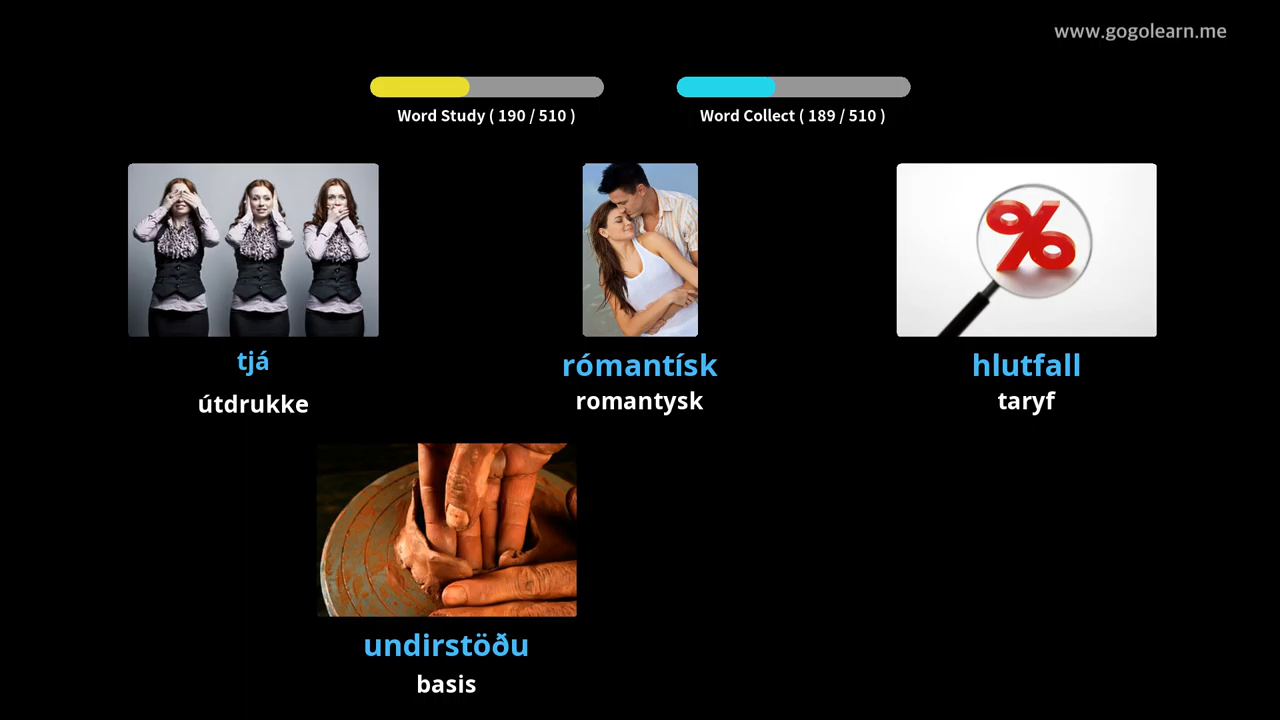 www.gogolearn.me
Word Study ( 190 / 510 )
Word Collect ( 189 / 510 )
tjá
rómantísk
hlutfall
útdrukke
romantysk
taryf
undirstöðu
basis